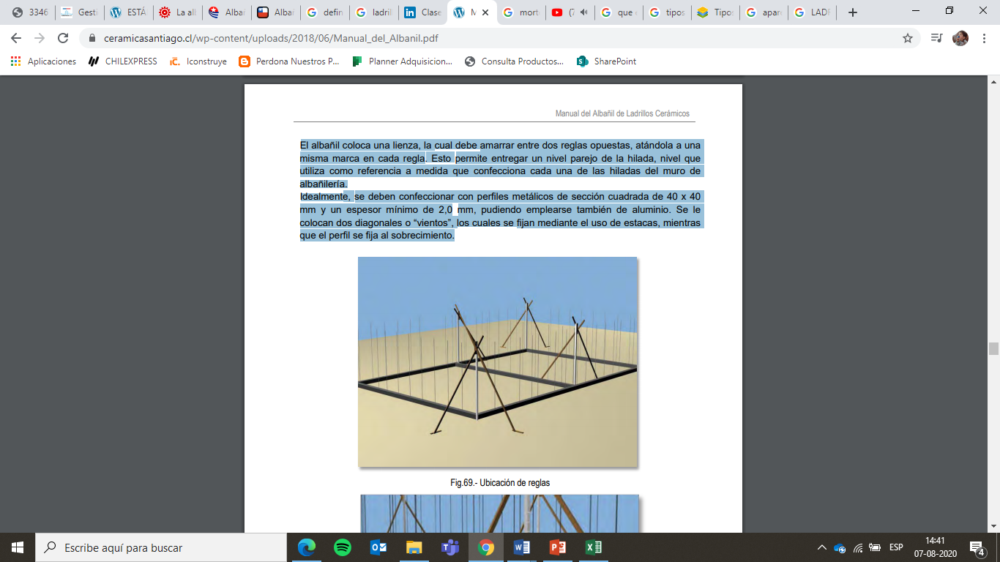 3346
Gesti
ESTÁ
La all
Albañ
Albañ
defin
ladril
Clase
M
mort
(7
que
tipos
Tipos
apar
LADF
ceramicasantiago.cl/wp-content/uploads/2018/06/Manual_del_Albanil.pdf
Aplicaciones
CHILEXPRESS
Iconstruye
Perdona Nuestros P...
Planner Adquisicion...
Consulta Productos...
SharePoint
Manual del Albañil de Ladrillos Cerámicos
El albañil coloca una lienza, la cual debe amarrar entre dos reglas opuestas, atándola a una
misma marca en cada regla. Esto permite entregar un nivel parejo de la hilada, nivel que
utiliza como referencia a medida que confecciona cada una de las hiladas del muro de
albañilería.
Idealmente, se deben confeccionar con perfiles metálicos de sección cuadrada de 40 x 40
mm y un espesor mínimo de 2,0 mm, pudiendo emplearse también de aluminio. Se le
colocan dos diagonales o “vientos”, los cuales se fijan mediante el uso de estacas, mientras
que el perfil se fija al sobrecimiento.
Fig.69.- Ubicación de reglas
Escribe aquí para buscar
ESP
14:41
07-08-2020
4